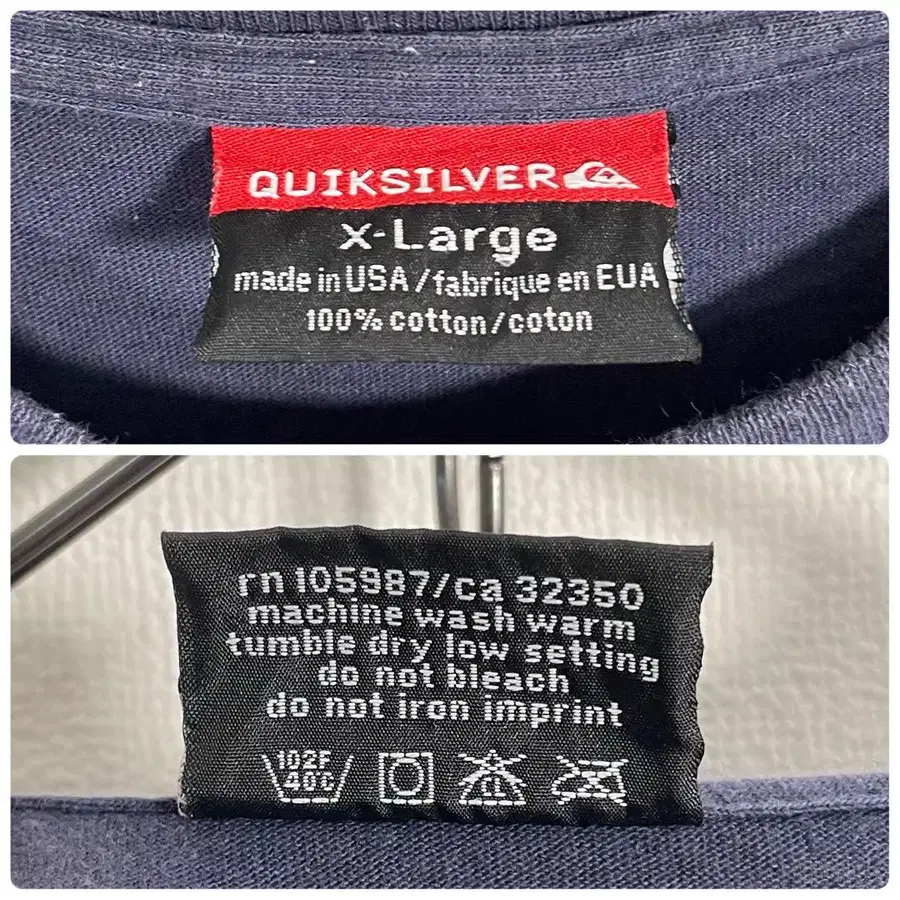 QUIKSILVER
X-Large
made in USA/fabrique en EUA
100% cotton/coton
rn 105987/ca 32350
machine wash warm
tumble dry low setting
do not bleach
do not iron imprint
102F
40c